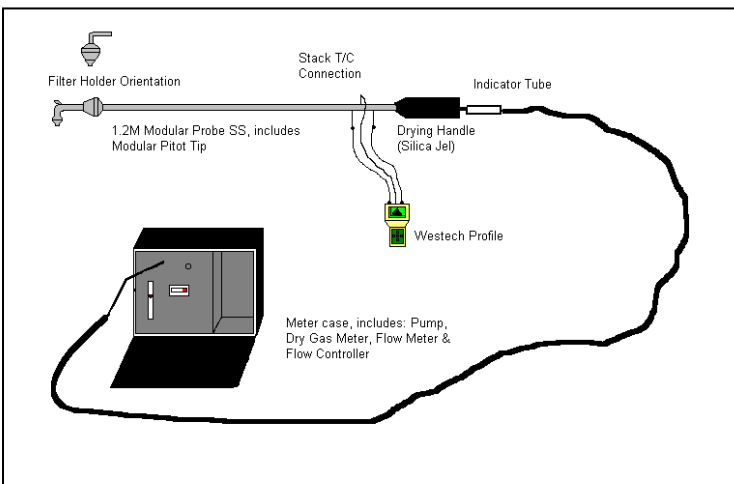 Stack T/C
Connection
Filter Holder Orientation
Indicator Tube
1.2M Modular Probe SS, includes
Modular Pitot Tip
Drying Handle
(Silica Jel)
Westech Profile
Meter case, includes: Pump,
Dry Gas Meter, Flow Meter &
Flow Controller